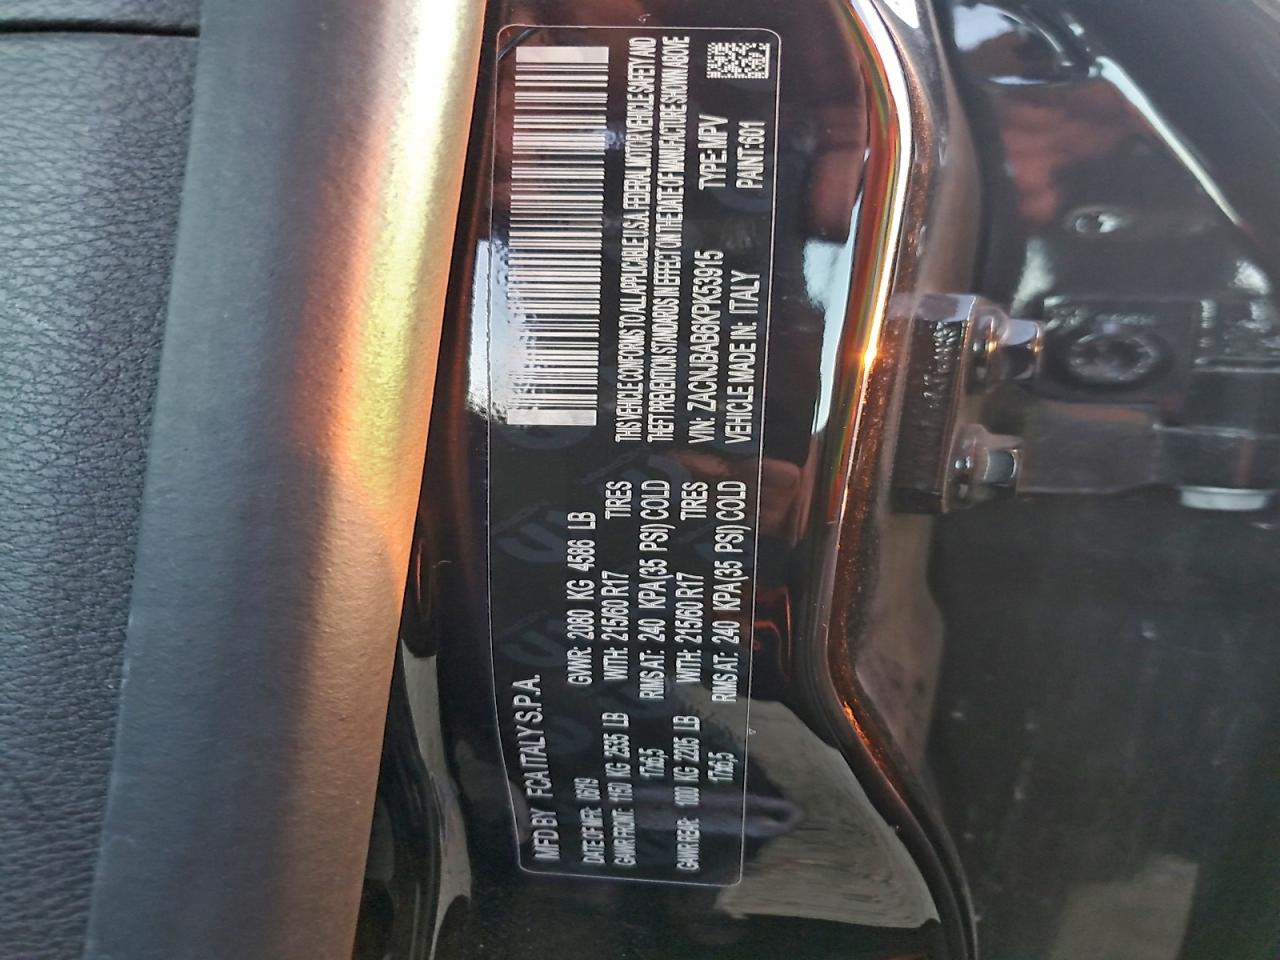 MFD BY FCA ITALY S.P.A.
DATE OF MFR: 06/19 GVWR: 2080 KG 4586 LB
GAWR FRONT: 1150 KG 2535 LB WITH: 215/60 R17 TIRES
17x6,5 RIMS AT: 240 KPA(35 PSI) COLD
GAWR REAR: 1000 KG 2205 LB WITH: 215/60 R17 TIRES
17x6,5 RIMS AT: 240 KPA(35 PSI) COLD
THIS VEHICLE CONFORMS TO ALL APPLICABLE U.S.A. FEDERAL MOTOR VEHICLE SAFETY AND
THEFT PREVENTION STANDARDS IN EFFECT ON THE DATE OF MANUFACTURE SHOWN ABOVE
VIN: ZACNJBAB6KPK53915 TYPE: MPV
VEHICLE MADE IN: ITALY PAINT:601